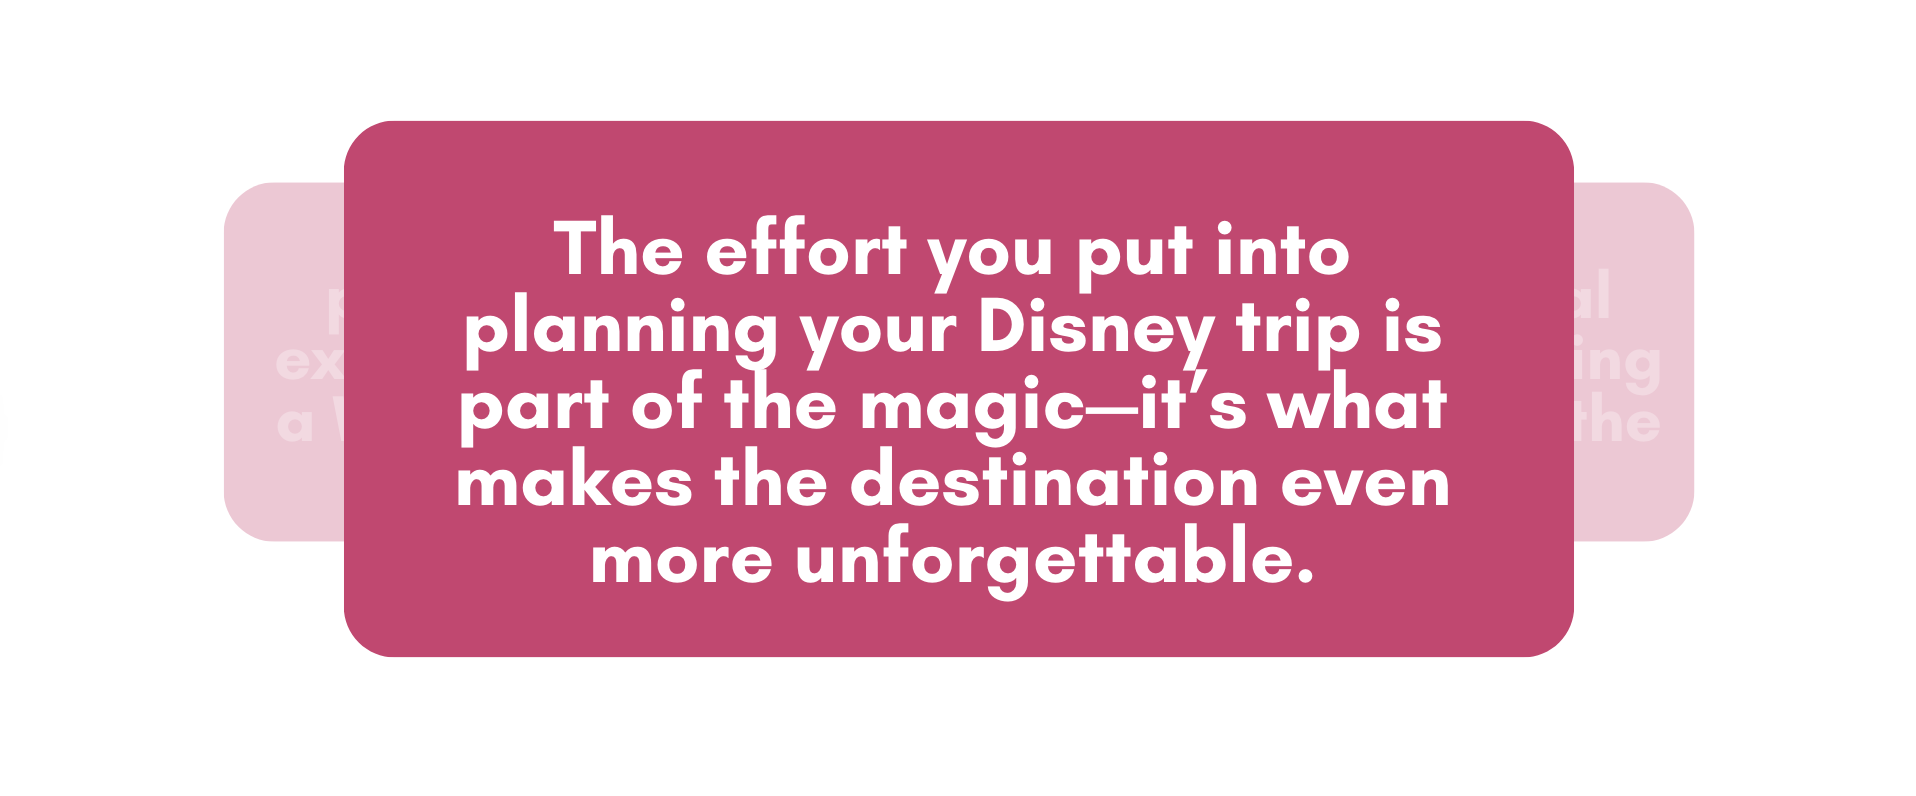 The effort you put into
planning your Disney trip is
part of the magic—it’s what
makes the destination even
more unforgettable.
a
the